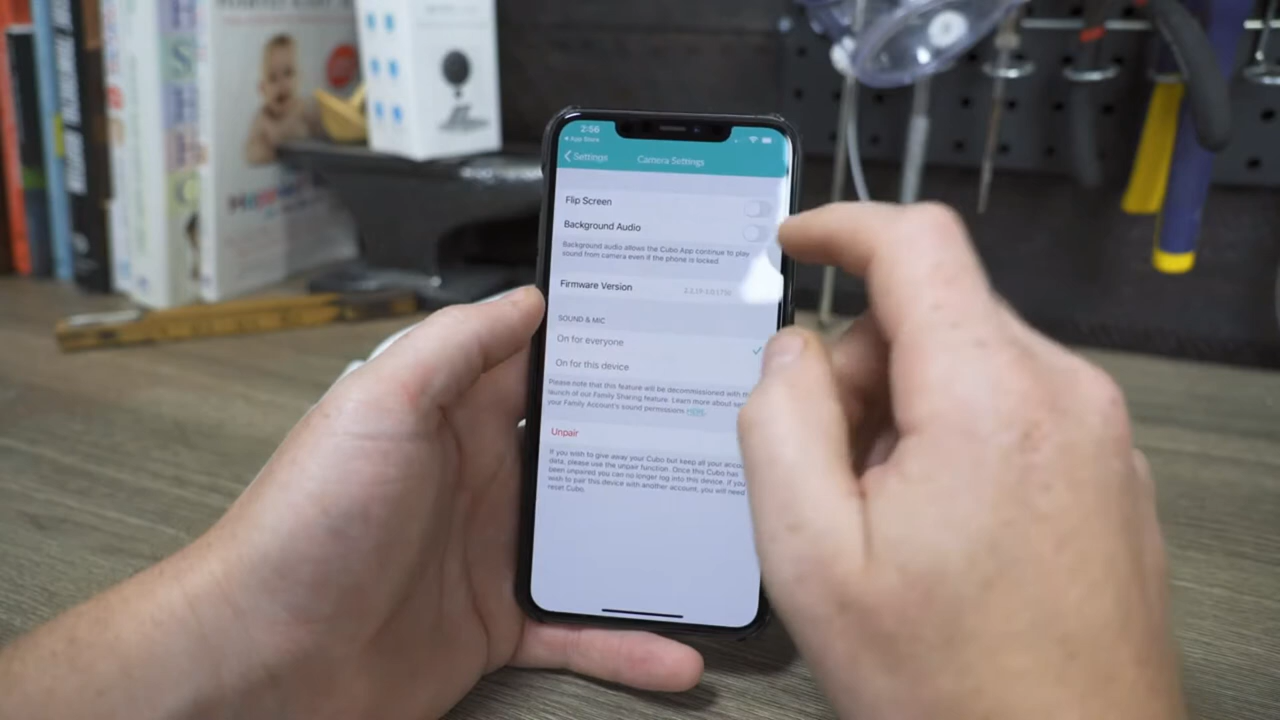 2:56
App Store
Settings
Camera Settings
Flip Screen
Background Audio
Background audio allows the Cubo App continue to play
sound from camera even if the phone is locked.
Firmware Version
SOUND & MIC
On for everyone
On for this device
Please note that this feature will be decommissioned with
launch of our Family Sharing feature. Learn more about
your Family Account's sound permissions HERE.
Unpair
If you wish to give away your Cubo but keep all your
data, please use the unpair function. Once this Cubo has
been unpaired you can no longer log into this device. If you
wish to pair this device with another account, you will need
reset Cubo.